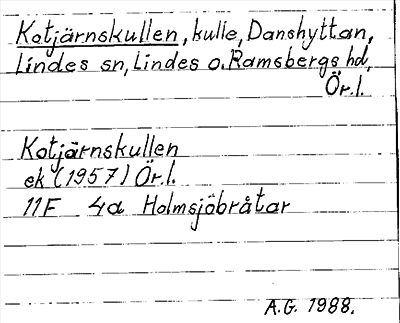 Kotjärnskullen, kulle, Danshyttan,
Lindes sn, Lindes o. Ramsbergs hd,
Ör. l.
Kotjärnskullen
ek (1957) Ör. l.
11F 4a Holmsjöbråtar
A.G. 1988.